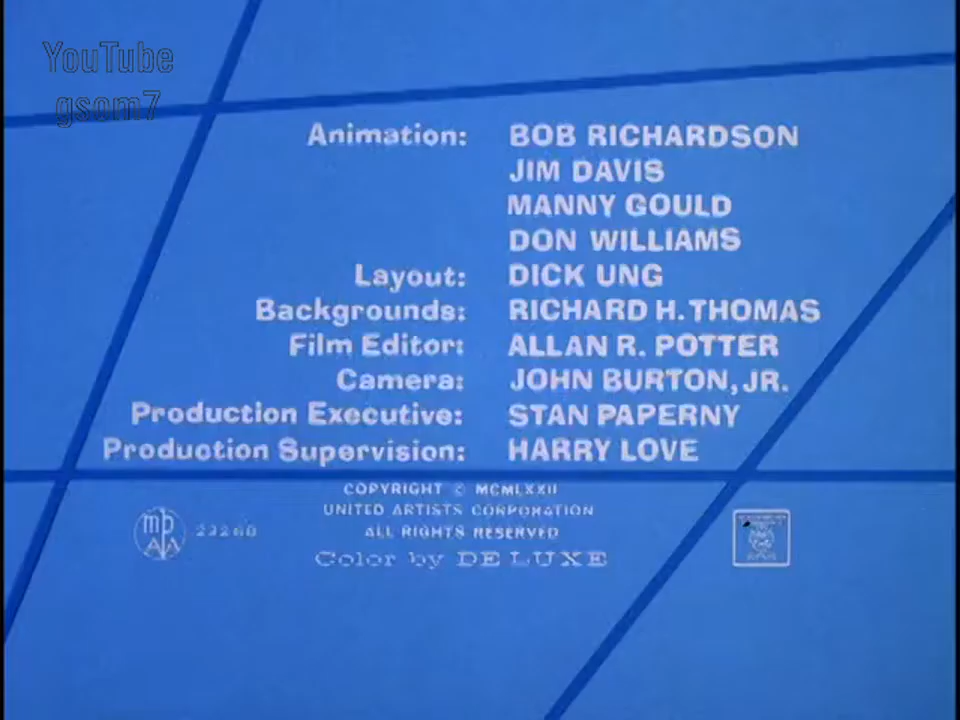 YouTube
gsom7
Animation: BOB RICHARDSON
JIM DAVIS
MANNY GOULD
DON WILLIAMS
Layout: DICK UNG
Backgrounds: RICHARD H. THOMAS
Film Editor: ALLAN R. POTTER
Camera: JOHN BURTON, JR.
Production Executive: STAN PAPERNY
Production Supervision: HARRY LOVE
COPYRIGHT © MCMLXXII
UNITED ARTISTS CORPORATION
ALL RIGHTS RESERVED
Color by DE LUXE